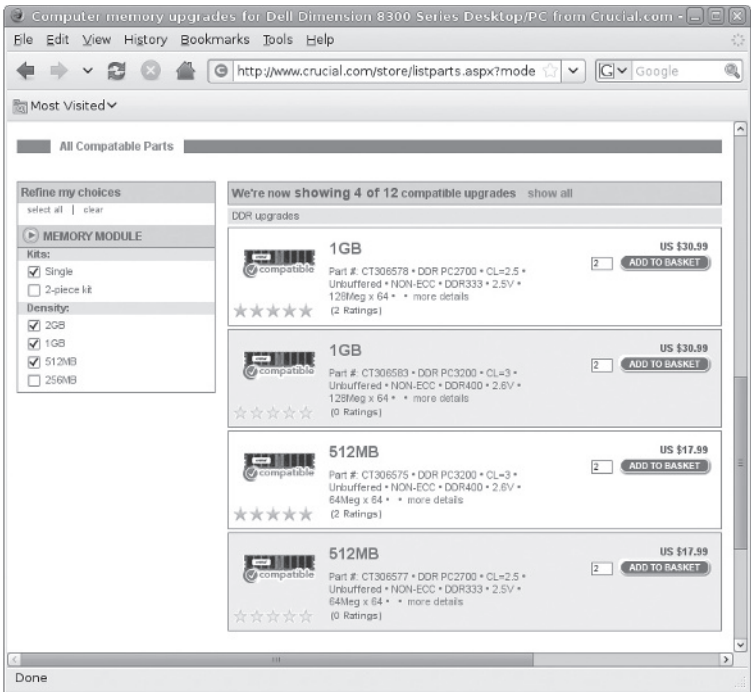 Computer memory upgrades for Dell Dimension 8300 Series Desktop/PC from Crucial.com -
File Edit View History Bookmarks Tools Help
http://www.crucial.com/store/listparts.aspx?mode
G Google
Most Visited
All Compatable Parts
Refine my choices
select all | clear
MEMORY MODULE
Kits:
Single
2-piece kit
Density:
2GB
1GB
512MB
256MB
We're now showing 4 of 12 compatible upgrades show all
DDR upgrades
1GB
US $30.99
2 ADD TO BASKET
compatible
Part #: CT306578 • DDR PC2700 • CL=2.5 •
Unbuffered • NON-ECC • DDR333 • 2.5V •
128Meg x 64 • • more details
(2 Ratings)
1GB
US $30.99
2 ADD TO BASKET
compatible
Part #: CT306583 • DDR PC3200 • CL=3 •
Unbuffered • NON-ECC • DDR400 • 2.6V •
128Meg x 64 • • more details
(0 Ratings)
512MB
US $17.99
2 ADD TO BASKET
compatible
Part #: CT306575 • DDR PC3200 • CL=3 •
Unbuffered • NON-ECC • DDR400 • 2.6V •
64Meg x 64 • • more details
(2 Ratings)
512MB
US $17.99
2 ADD TO BASKET
compatible
Part #: CT306577 • DDR PC2700 • CL=2.5 •
Unbuffered • NON-ECC • DDR333 • 2.5V •
64Meg x 64 • • more details
(0 Ratings)
Done